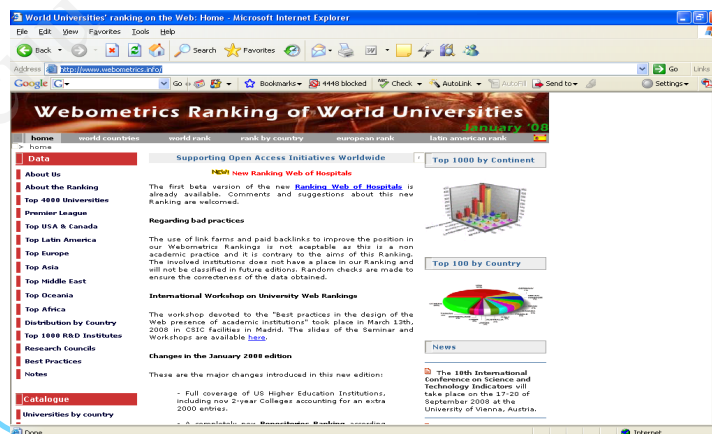 World Universities' ranking on the Web: Home - Microsoft Internet Explorer
File Edit View Favorites Tools Help
Back Search Favorites
Address http://www.webometrics.info/ Go Links
Google G Go Bookmarks 4448 blocked Check AutoLink AutoFill Send to Settings
Webometrics Ranking of World Universities
January '08
home world countries world rank rank by country european rank latin american rank
> home
Data
About Us
About the Ranking
Top 4000 Universities
Premier League
Top USA & Canada
Top Latin America
Top Europe
Top Asia
Top Middle East
Top Oceania
Top Africa
Distribution by Country
Top 1000 R&D Institutes
Research Councils
Best Practices
Notes
Catalogue
Universities by country
Supporting Open Access Initiatives Worldwide
NEW! New Ranking Web of Hospitals
The first beta version of the new Ranking Web of Hospitals is
already available. Comments and suggestions about this new
Ranking are welcomed.
Regarding bad practices
The use of link farms and paid backlinks to improve the position in
our Webometrics Rankings is not aceptable as this is a non
academic practice and it is contrary to the aims of this Ranking.
The involved institutions does not have a place in our Ranking and
will not be classified in future editions. Random checks are made to
ensure the correcteness of the data obtained.
International Workshop on University Web Rankings
The workshop devoted to the "Best practices in the design of the
Web presence of academic institutions" took place in March 13th,
2008 in CSIC facilities in Madrid. The slides of the Seminar and
Workshops are available here.
Changes in the January 2008 edition
These are the major changes introduced in this new edition:
- Full coverage of US Higher Education Institutions,
including now 2-year Colleges accounting for an extra
2000 entries.
- A completely new Repositories Ranking according
Top 1000 by Continent
Top 100 by Country
News
The 10th International
Conference on Science and
Technology Indicators will
take place on the 17-20 of
September 2008 at the
University of Vienna, Austria.
Done Internet